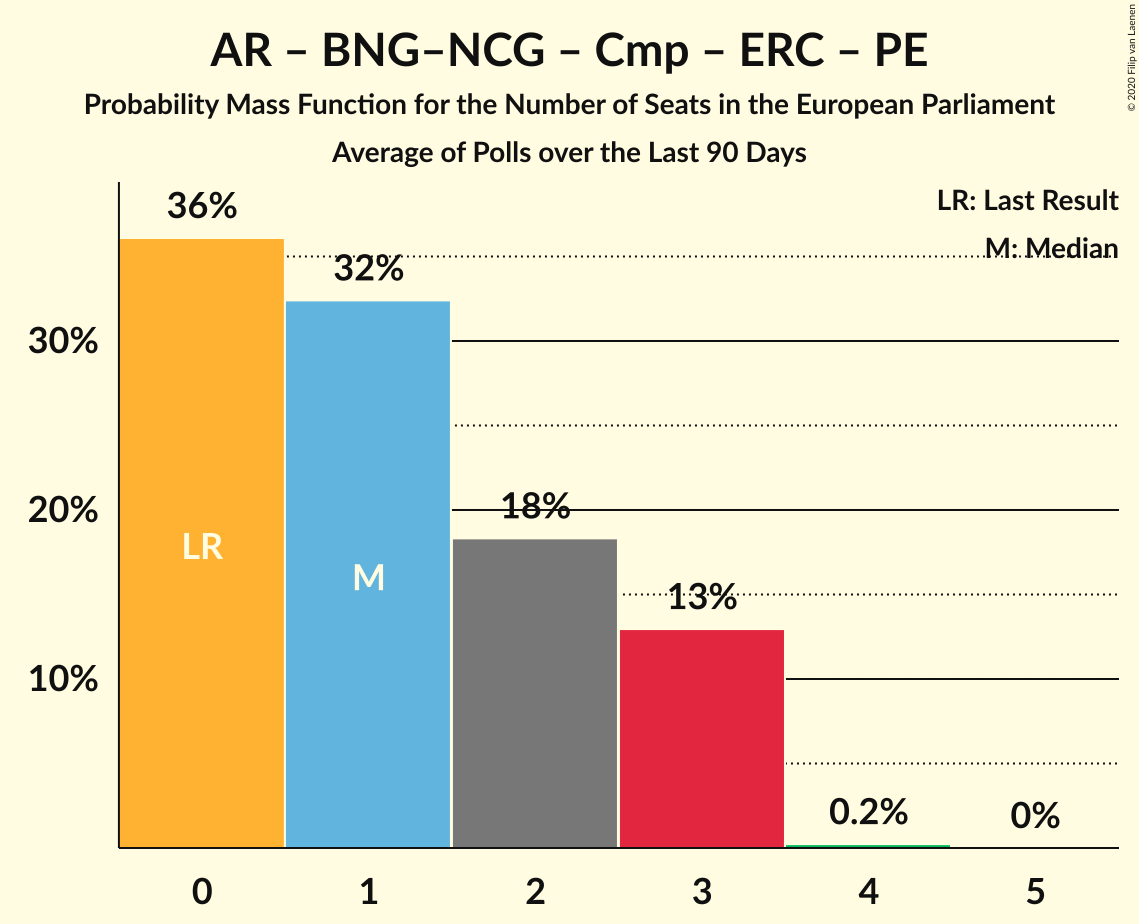 AR – BNG–NCG – Cmp – ERC – PE
Probability Mass Function for the Number of Seats in the European Parliament
Average of Polls over the Last 90 Days
© 2020 Filip van Laenen
LR: Last Result
M: Median
36%
32%
30%
20%
18%
LR
M
13%
10%
0.2%
0%
0 1 2 3 4 5